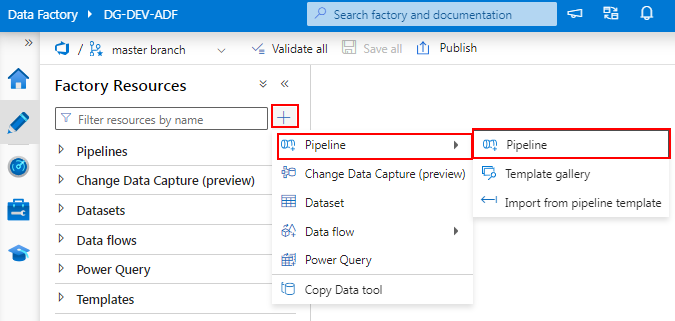 Data Factory > DG-DEV-ADF
Search factory and documentation
/ master branch Validate all Save all Publish
Factory Resources
Filter resources by name
Pipelines
Change Data Capture (preview)
Datasets
Data flows
Power Query
Templates
Pipeline
Change Data Capture (preview)
Dataset
Data flow
Power Query
Copy Data tool
Pipeline
Template gallery
Import from pipeline template